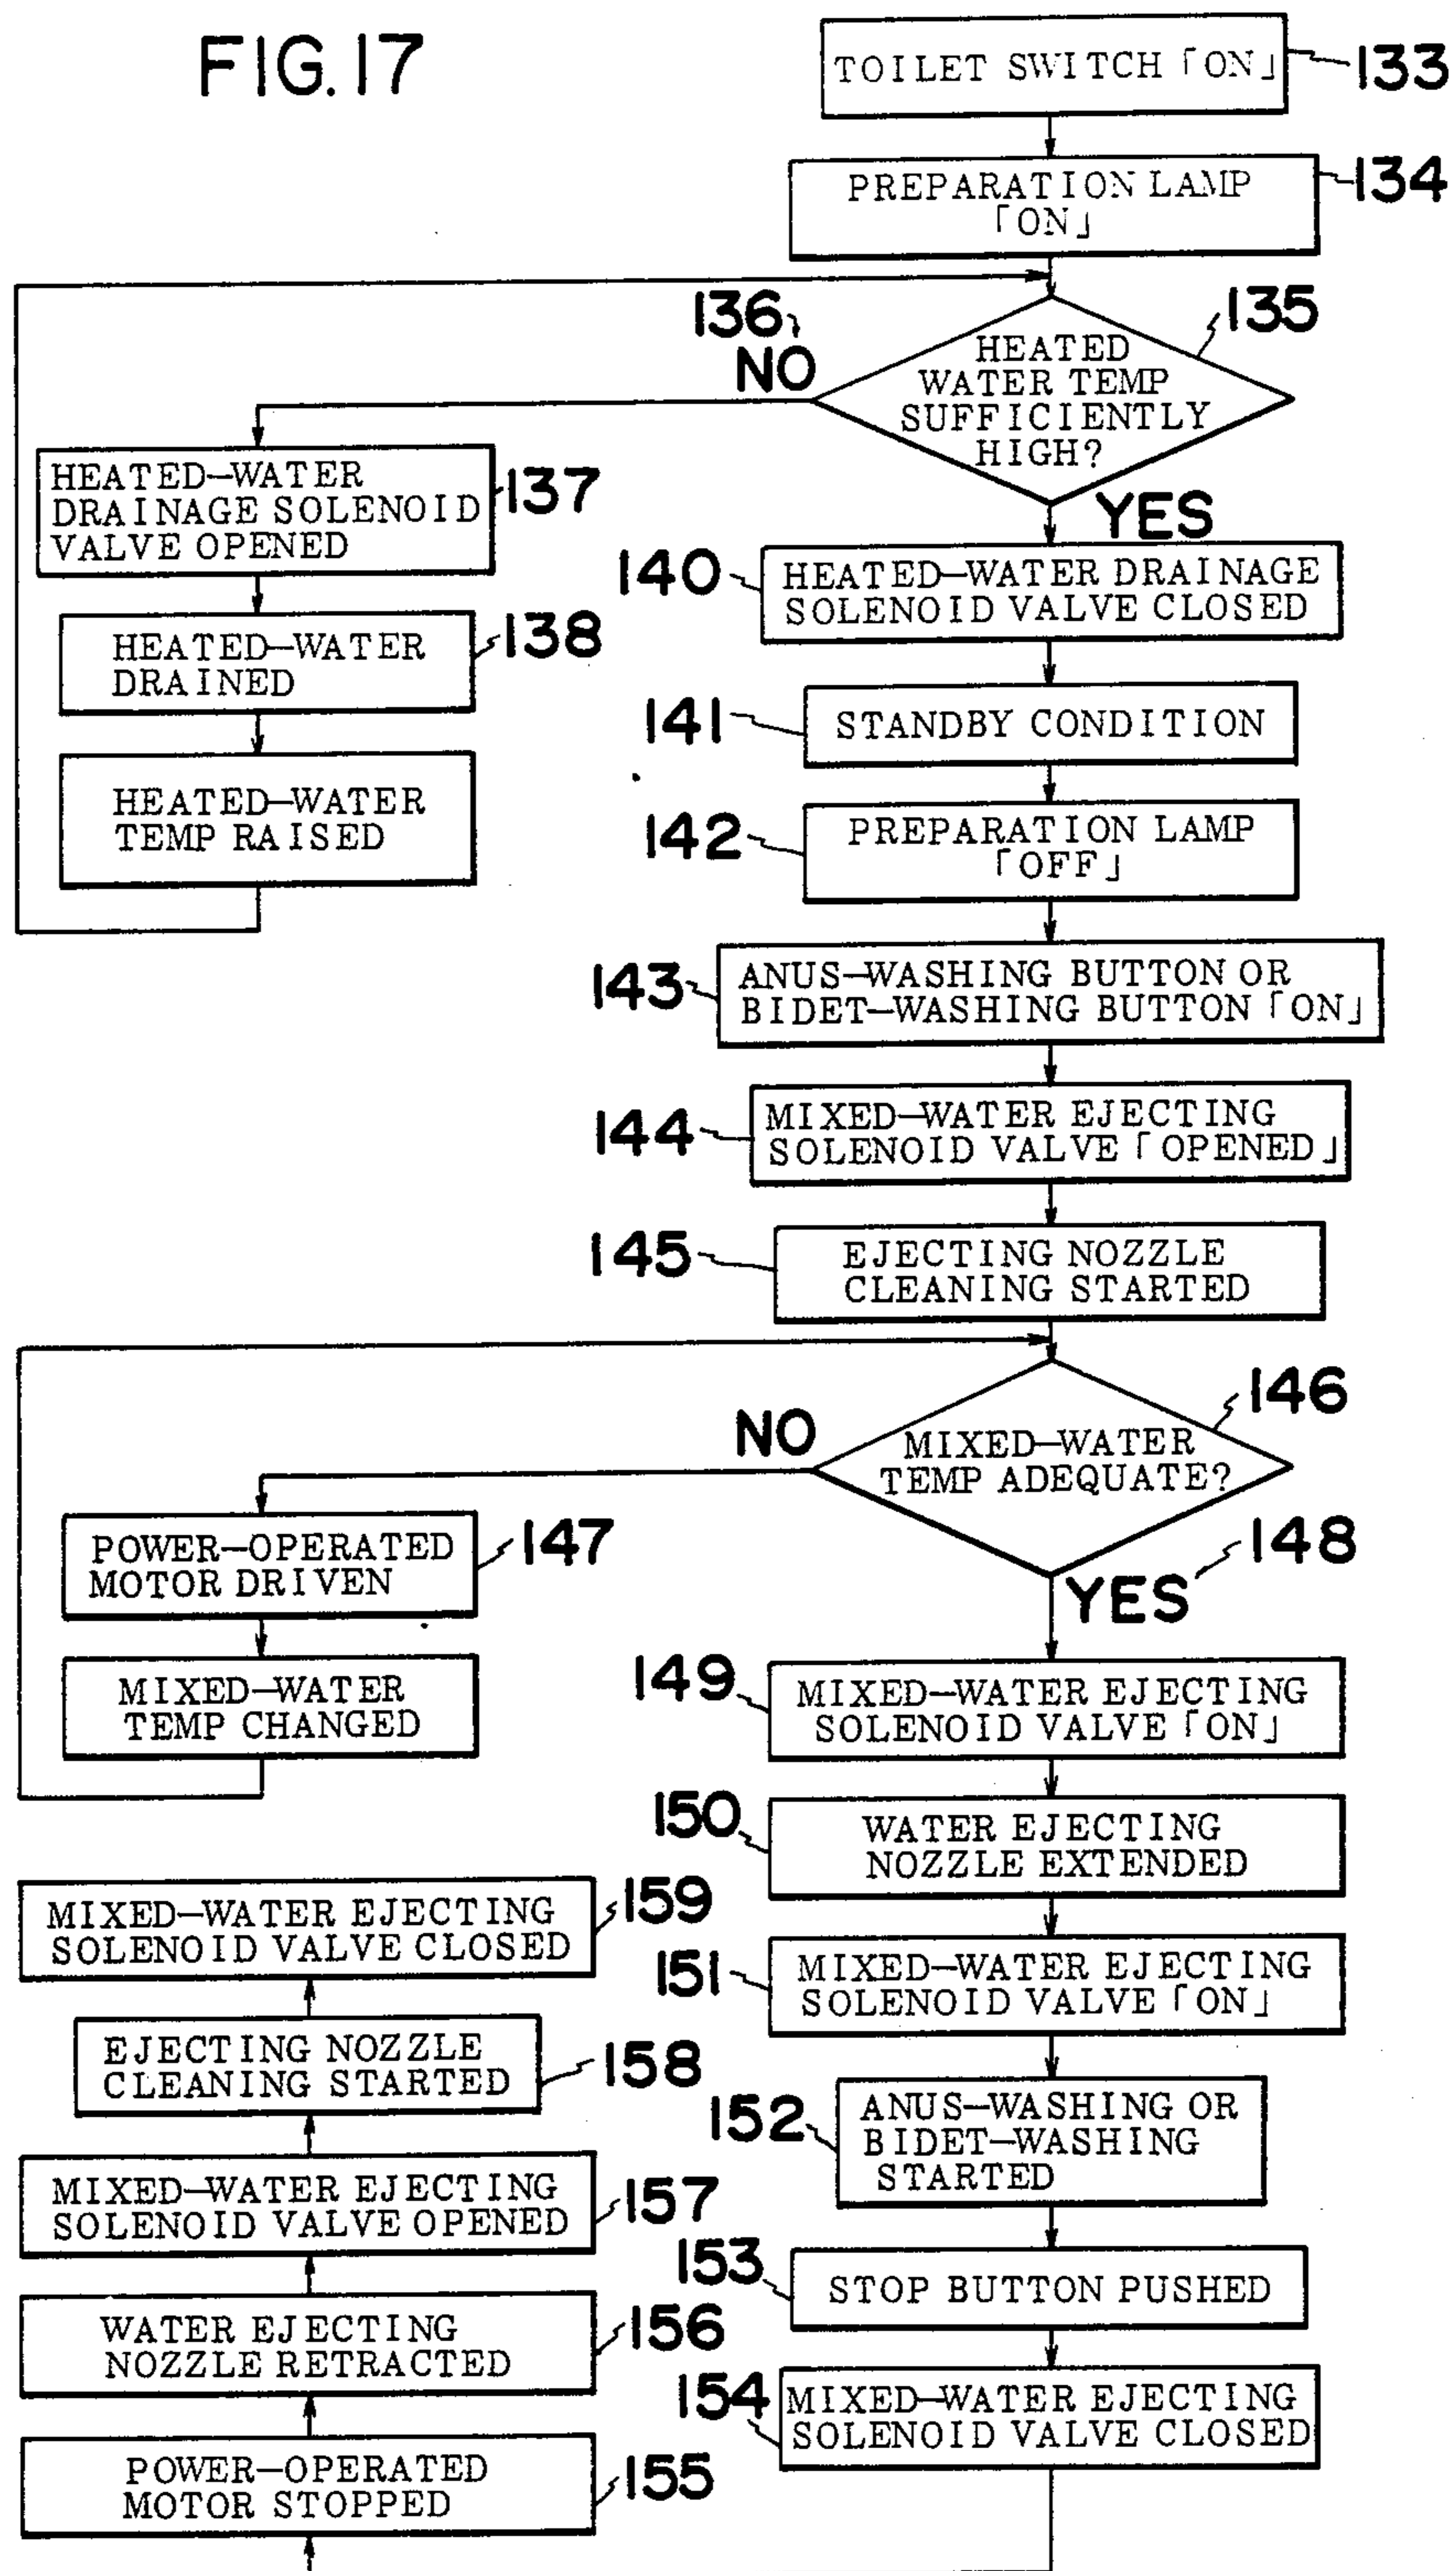 FIG. 17
TOILET SWITCH「ON」
133
PREPARATION LAMP
「ON」
134
136
NO
135
HEATED
WATER TEMP
SUFFICIENTLY
HIGH?
YES
HEATED-WATER
DRAINAGE SOLENOID
VALVE OPENED
137
HEATED-WATER
DRAINED
138
HEATED-WATER
TEMP RAISED
140
HEATED-WATER DRAINAGE
SOLENOID VALVE CLOSED
141
STANDBY CONDITION
142
PREPARATION LAMP
「OFF」
143
ANUS-WASHING BUTTON OR
BIDET-WASHING BUTTON「ON」
144
MIXED-WATER EJECTING
SOLENOID VALVE「OPENED」
145
EJECTING NOZZLE
CLEANING STARTED
146
NO
MIXED-WATER
TEMP ADEQUATE?
148
YES
POWER-OPERATED
MOTOR DRIVEN
147
MIXED-WATER
TEMP CHANGED
149
MIXED-WATER EJECTING
SOLENOID VALVE「ON」
150
WATER EJECTING
NOZZLE EXTENDED
151
MIXED-WATER EJECTING
SOLENOID VALVE「ON」
152
ANUS-WASHING OR
BIDET-WASHING
STARTED
153
STOP BUTTON PUSHED
154
MIXED-WATER EJECTING
SOLENOID VALVE CLOSED
POWER-OPERATED
MOTOR STOPPED
155
WATER EJECTING
NOZZLE RETRACTED
156
MIXED-WATER EJECTING
SOLENOID VALVE OPENED
157
EJECTING NOZZLE
CLEANING STARTED
158
MIXED-WATER EJECTING
SOLENOID VALVE CLOSED
159